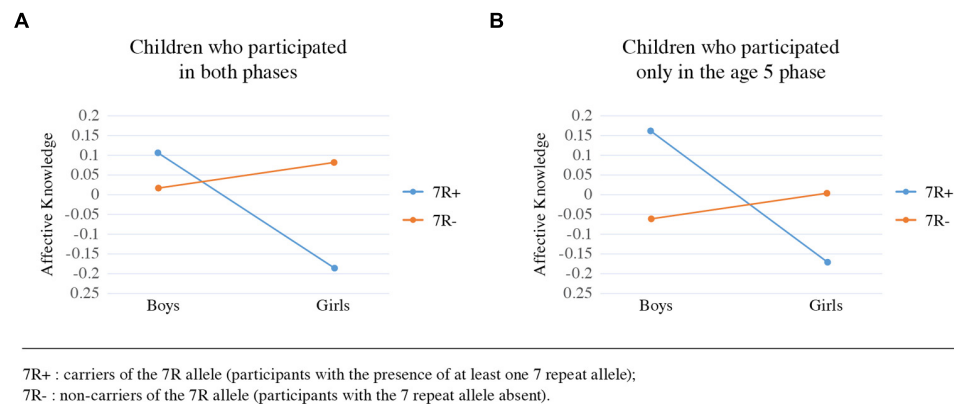 A
Children who participated
in both phases
Affective Knowledge
0.2
0.15
0.1
0.05
0
-0.05
-0.1
-0.15
-0.2
0.25
Boys
Girls
7R+
7R-
B
Children who participated
only in the age 5 phase
Affective Knowledge
0.2
0.15
0.1
0.05
0
-0.05
-0.1
-0.15
-0.2
0.25
Boys
Girls
7R+
7R-
7R+ : carriers of the 7R allele (participants with the presence of at least one 7 repeat allele);
7R- : non-carriers of the 7R allele (participants with the 7 repeat allele absent).